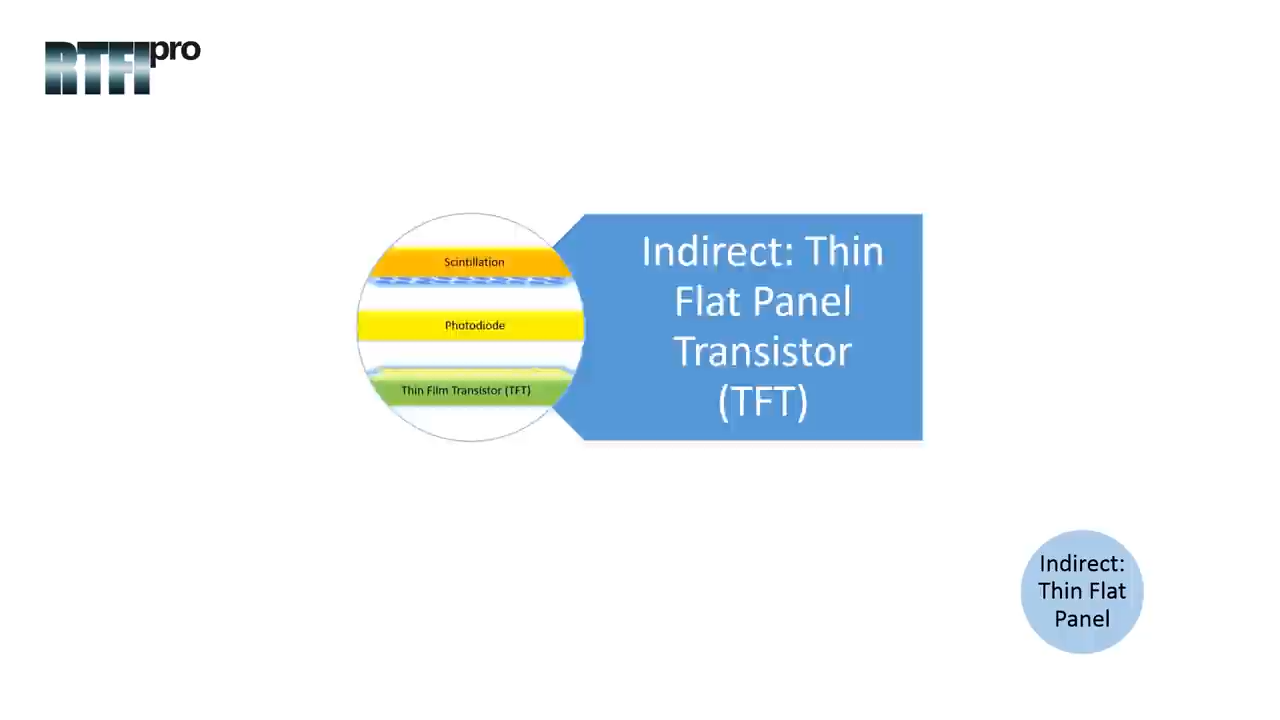 RTFIpro
Scintillation
Photodiode
Thin Film Transistor (TFT)
Indirect: Thin
Flat Panel
Transistor
(TFT)
Indirect:
Thin Flat
Panel